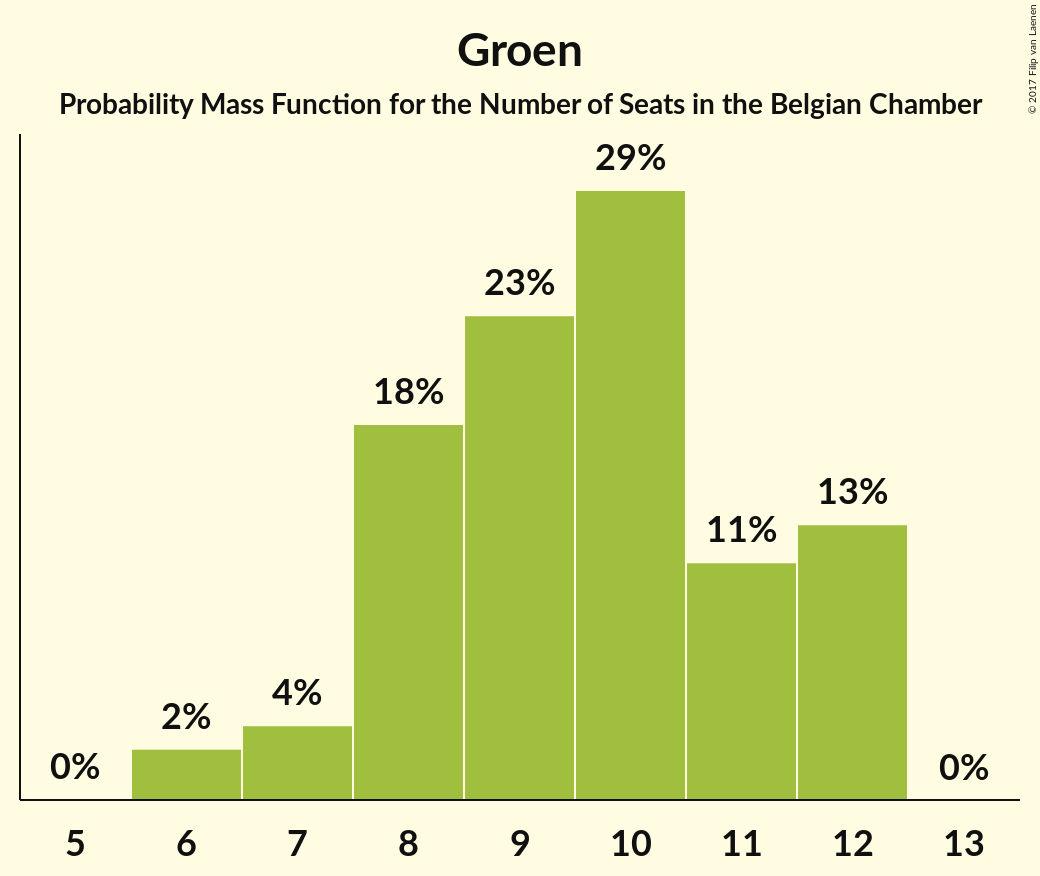 Groen
Probability Mass Function for the Number of Seats in the Belgian Chamber
© 2017 Filip van Laenen
0% 2% 4% 18% 23% 29% 11% 13% 0%
5 6 7 8 9 10 11 12 13